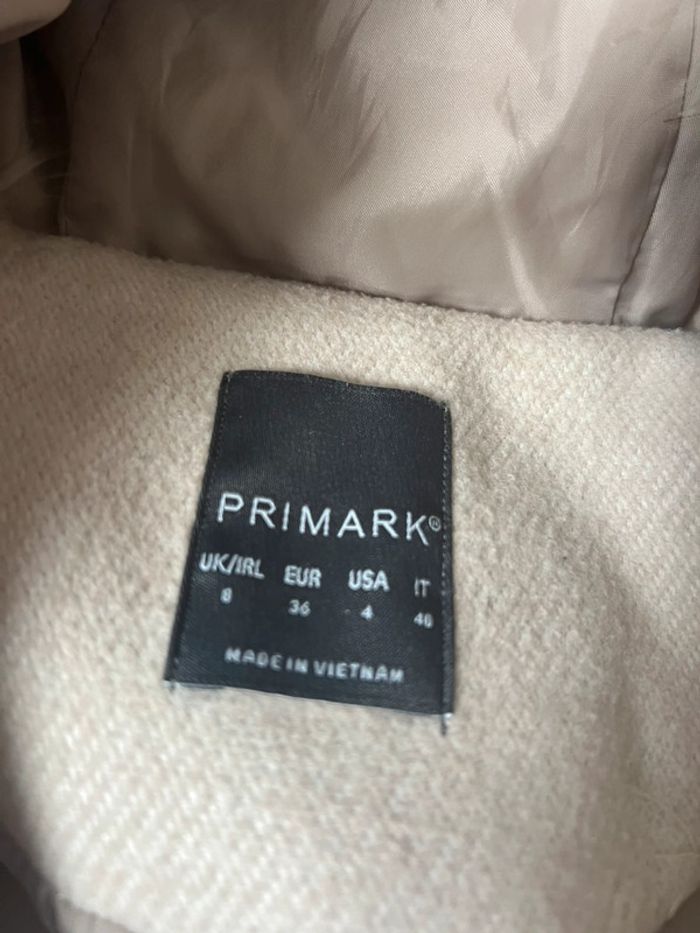 PRIMARK®
UK/IRL EUR USA IT
8 36 4 40
MADE IN VIETNAM